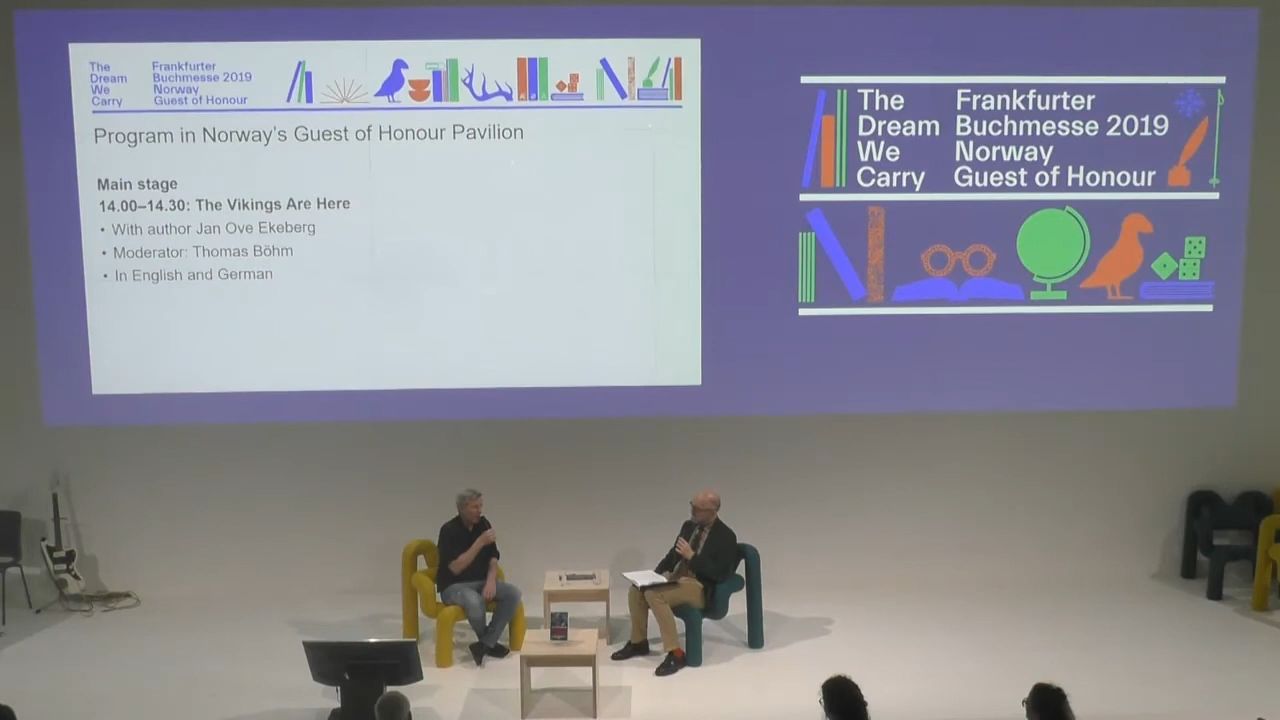 The Dream We Carry
Frankfurter Buchmesse 2019 Norway Guest of Honour
Program in Norway's Guest of Honour Pavilion
Main stage
14.00–14.30: The Vikings Are Here
• With author Jan Ove Ekeberg
• Moderator: Thomas Böhm
• In English and German
The Frankfurter
Dream Buchmesse 2019
We Norway
Carry Guest of Honour